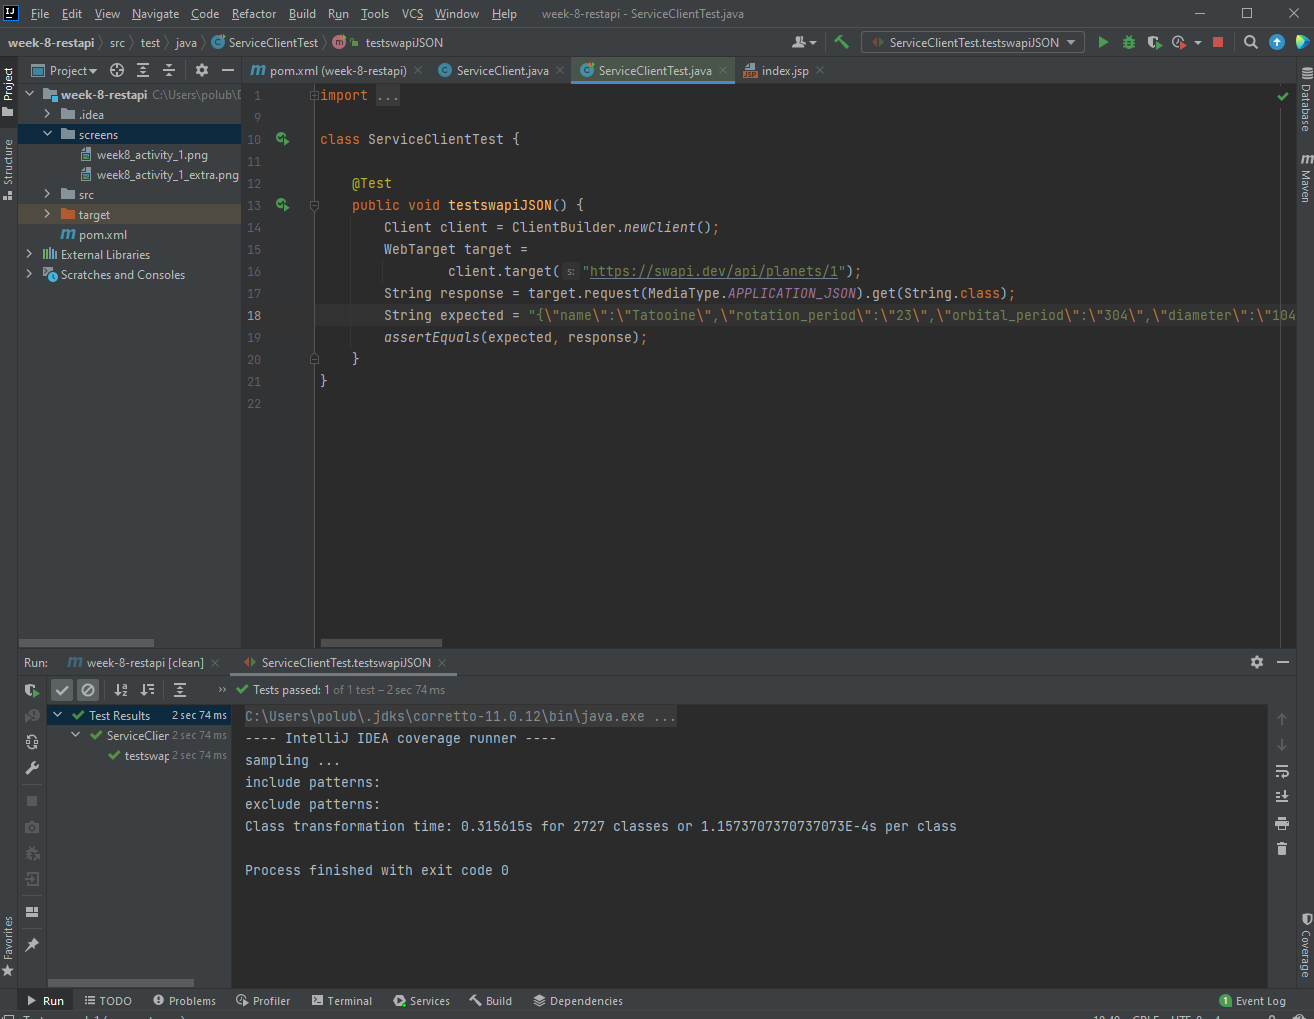 IJ File Edit View Navigate Code Refactor Build Run Tools VCS Window Help week-8-restapi - ServiceClientTest.java
week-8-restapi src test java ServiceClientTest m testswapiJSON ServiceClientTest.testswapiJSON
Project
Structure
Favorites
Project
week-8-restapi C:\Users\polub\D
.idea
screens
week8_activity_1.png
week8_activity_1_extra.png
src
target
m pom.xml
External Libraries
Scratches and Consoles
m pom.xml (week-8-restapi) C ServiceClient.java C ServiceClientTest.java JSP index.jsp
1 import ...
9
10 class ServiceClientTest {
11
12 @Test
13 public void testswapiJSON() {
14 Client client = ClientBuilder.newClient();
15 WebTarget target =
16 client.target( s: "https://swapi.dev/api/planets/1");
17 String response = target.request(MediaType.APPLICATION_JSON).get(String.class);
18 String expected = "{\"name\":\"Tatooine\",\"rotation_period\":\"23\",\"orbital_period\":\"304\",\"diameter\":\"104
19 assertEquals(expected, response);
20 }
21 }
22
Database
m Maven
Coverage
Run: m week-8-restapi [clean] ServiceClientTest.testswapiJSON
» Tests passed: 1 of 1 test – 2 sec 74 ms
Test Results 2 sec 74 ms
ServiceClier 2 sec 74 ms
testswap 2 sec 74 ms
C:\Users\polub\.jdks\corretto-11.0.12\bin\java.exe ...
---- IntelliJ IDEA coverage runner ----
sampling ...
include patterns:
exclude patterns:
Class transformation time: 0.315615s for 2727 classes or 1.1573707370737073E-4s per class
Process finished with exit code 0
Run TODO Problems Profiler Terminal Services Build Dependencies 1 Event Log